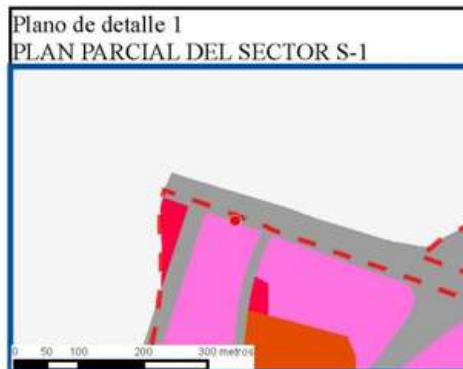 Plano de detalle 1
PLAN PARCIAL DEL SECTOR S-1
0 50 100 200 300 metros